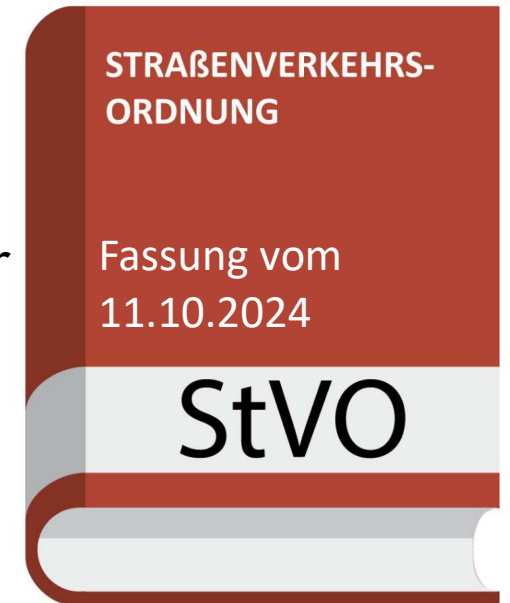 STRAßENVERKEHRS-
ORDNUNG
r
Fassung vom
11.10.2024
StVO